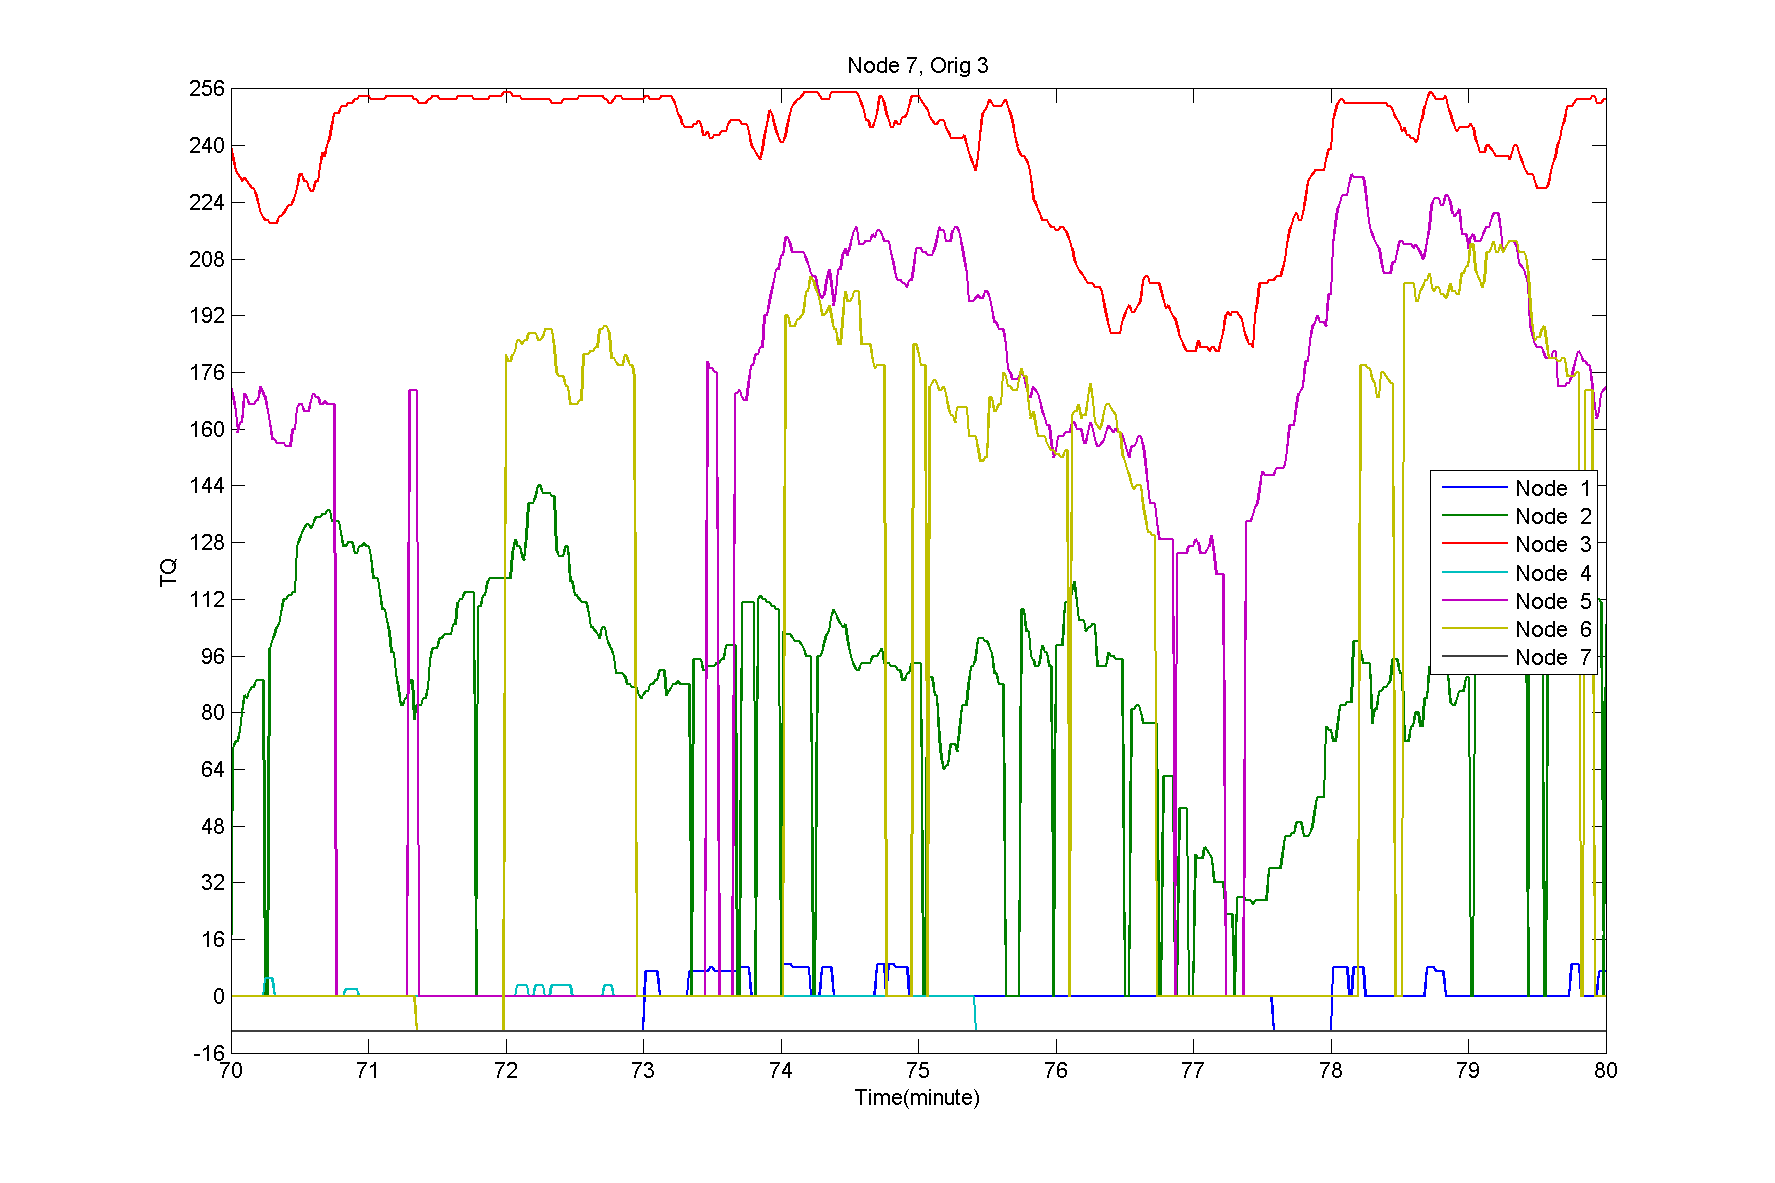 Node 7, Orig 3
256
240
224
208
192
176
160
144
128
112
96
80
64
48
32
16
0
-16
TQ
70 71 72 73 74 75 76 77 78 79 80
Time(minute)
Node 1
Node 2
Node 3
Node 4
Node 5
Node 6
Node 7